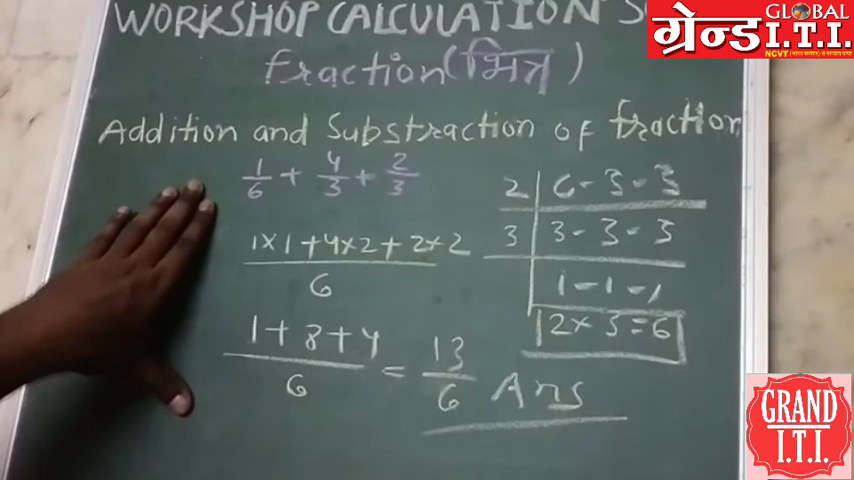 WORKSHOP CALCULATION S
fraction (भिन्न)
Addition and Substraction of fraction
1/6 + 4/3 + 2/3
2 | 6 - 3 - 3
3 | 3 - 3 - 3
1 - 1 - 1
2 × 3 = 6
1×1+4×2+2×2
6
1+8+4
6
= 13/6 Ans
GLOBAL
ग्रेन्ड I.T.I.
GRAND
I.T.I.